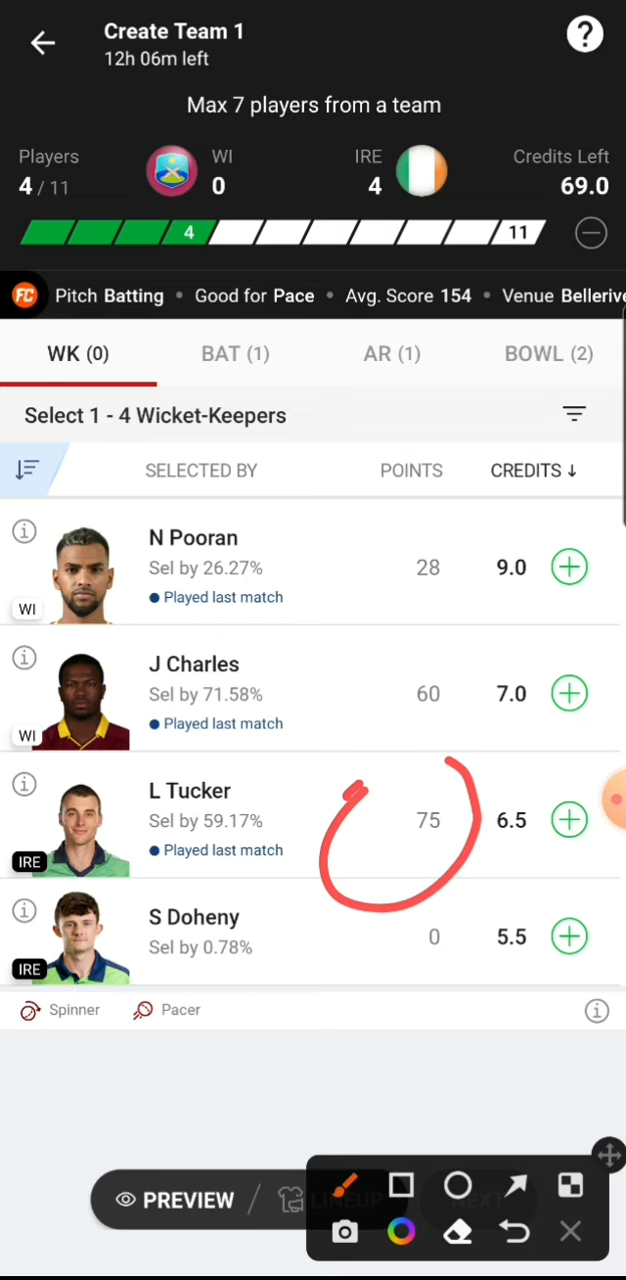 Create Team 1
12h 06m left
?
Max 7 players from a team
Players WI IRE Credits Left
4 / 11 0 4 69.0
4 11
FC Pitch Batting • Good for Pace • Avg. Score 154 • Venue Bellerive
WK (0) BAT (1) AR (1) BOWL (2)
Select 1 - 4 Wicket-Keepers
SELECTED BY POINTS CREDITS ↓
N Pooran
Sel by 26.27% 28 9.0
Played last match
WI
J Charles
Sel by 71.58% 60 7.0
Played last match
WI
L Tucker
Sel by 59.17% 75 6.5
Played last match
IRE
S Doheny
Sel by 0.78% 0 5.5
IRE
Spinner Pacer
PREVIEW / LINEUP NEXT